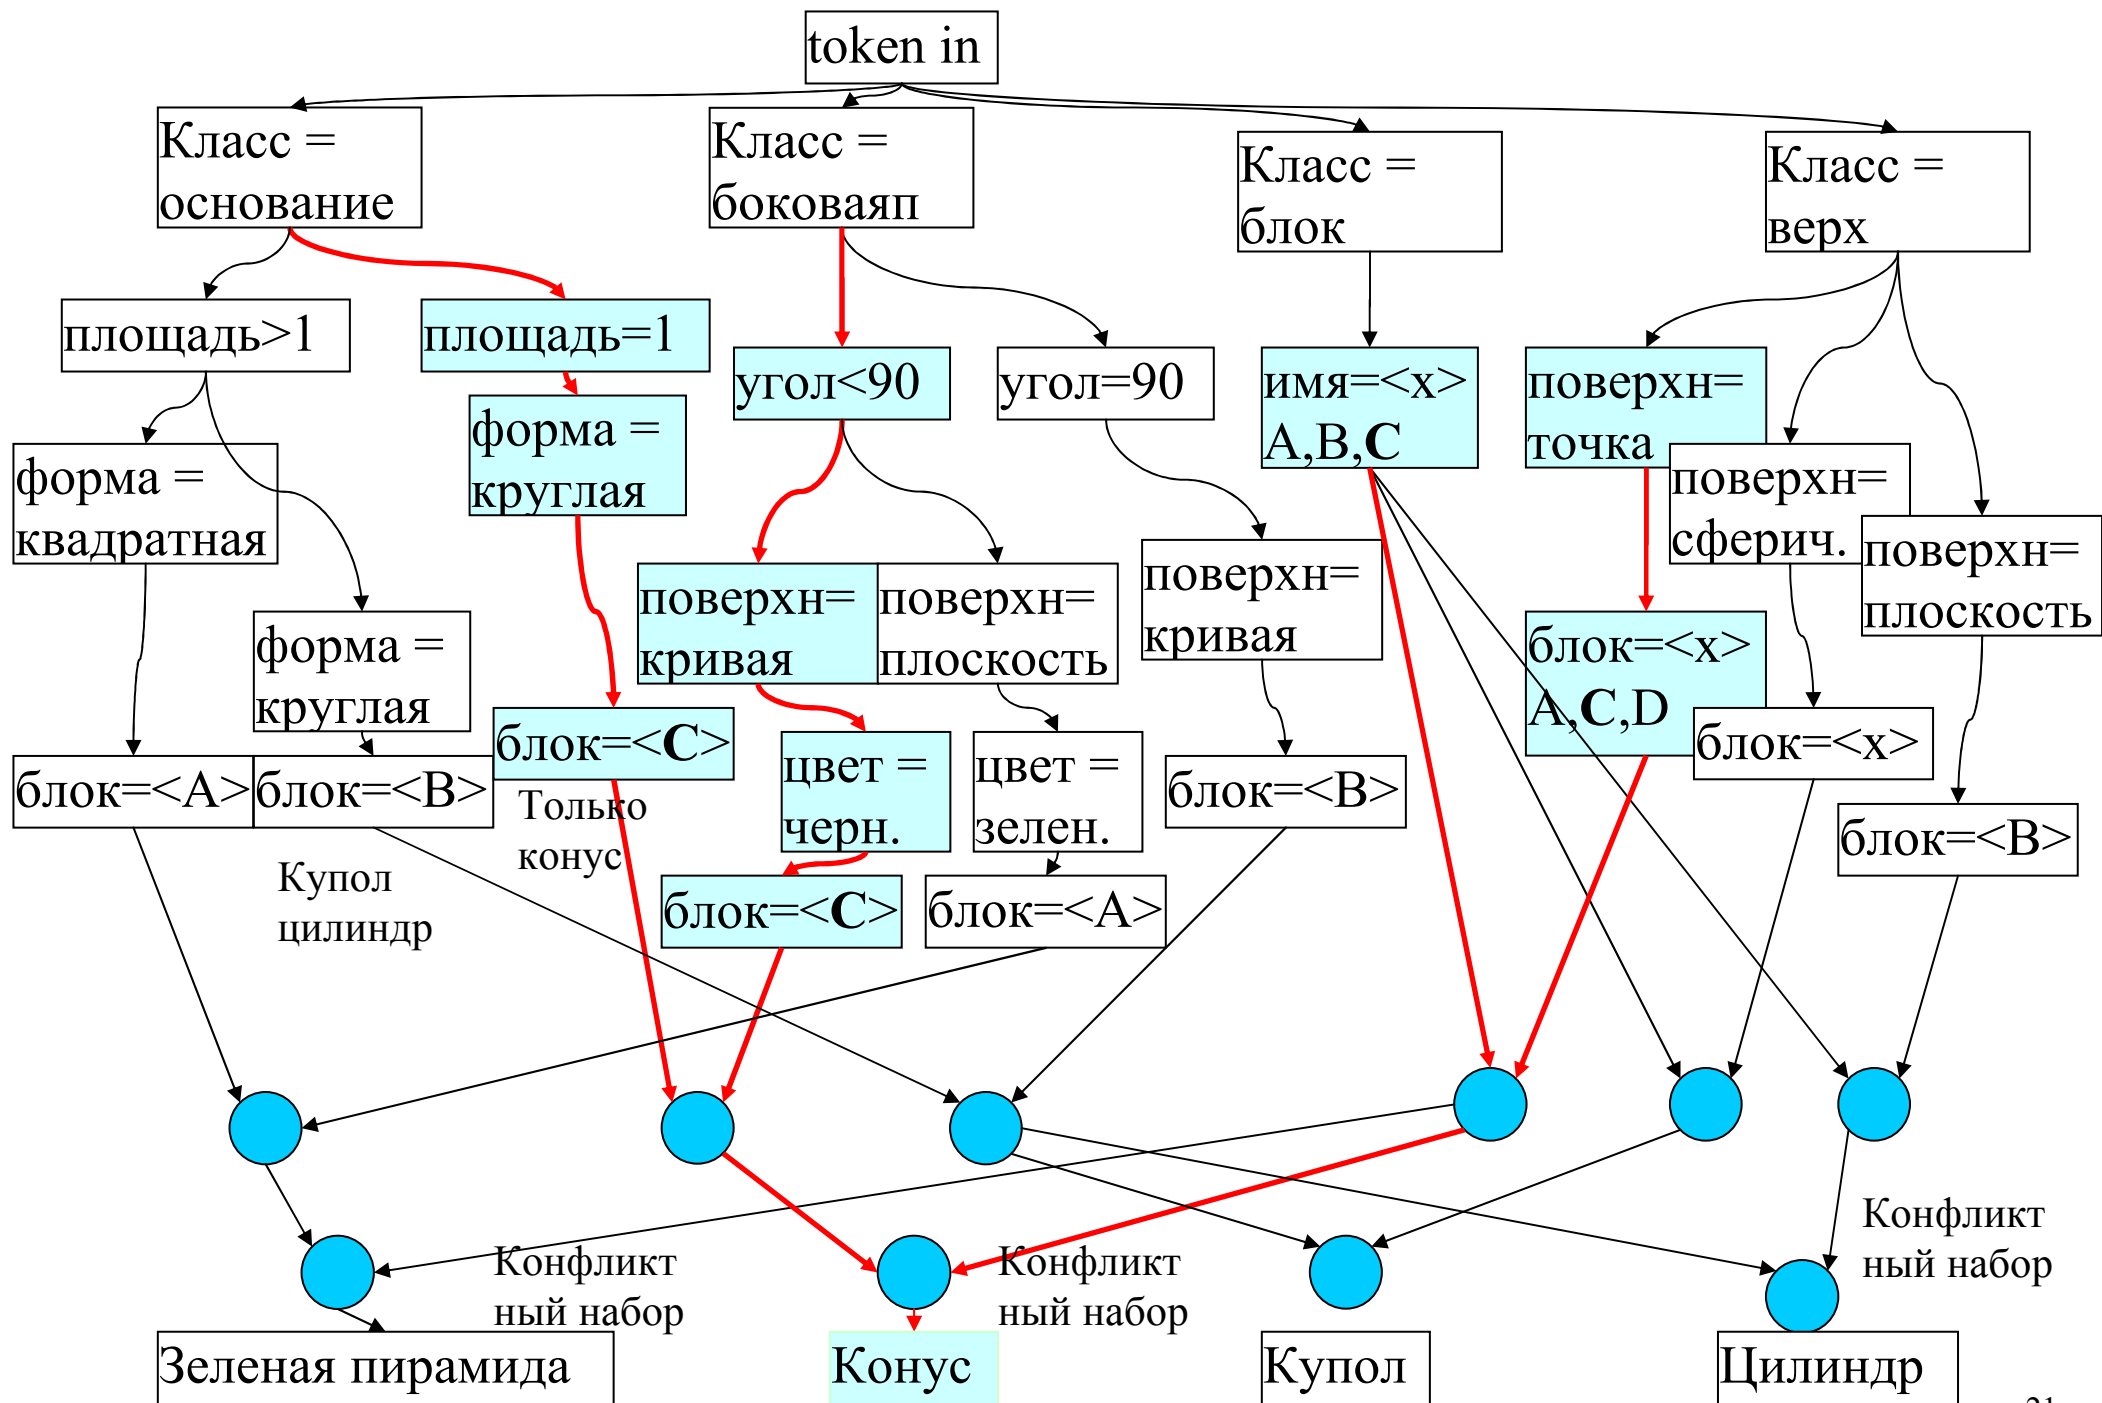 token in
Класс =
основание
Класс =
боковаяп
Класс =
блок
Класс =
верх
площадь>1
площадь=1
угол<90
угол=90
имя=<x>
A,B,C
поверхн=
точка
форма =
квадратная
форма =
круглая
поверхн=
сферич.
поверхн=
плоскость
форма =
круглая
поверхн=
кривая
поверхн=
плоскость
поверхн=
кривая
блок=<x>
A,C,D
блок=<A>
блок=<B>
блок=<C>
цвет =
черн.
цвет =
зелен.
блок=<B>
блок=<x>
блок=<B>
Только
конус
Купол
цилиндр
блок=<C>
блок=<A>
Конфликт
ный набор
Конфликт
ный набор
Конфликт
ный набор
Зеленая пирамида
Конус
Купол
Цилиндр